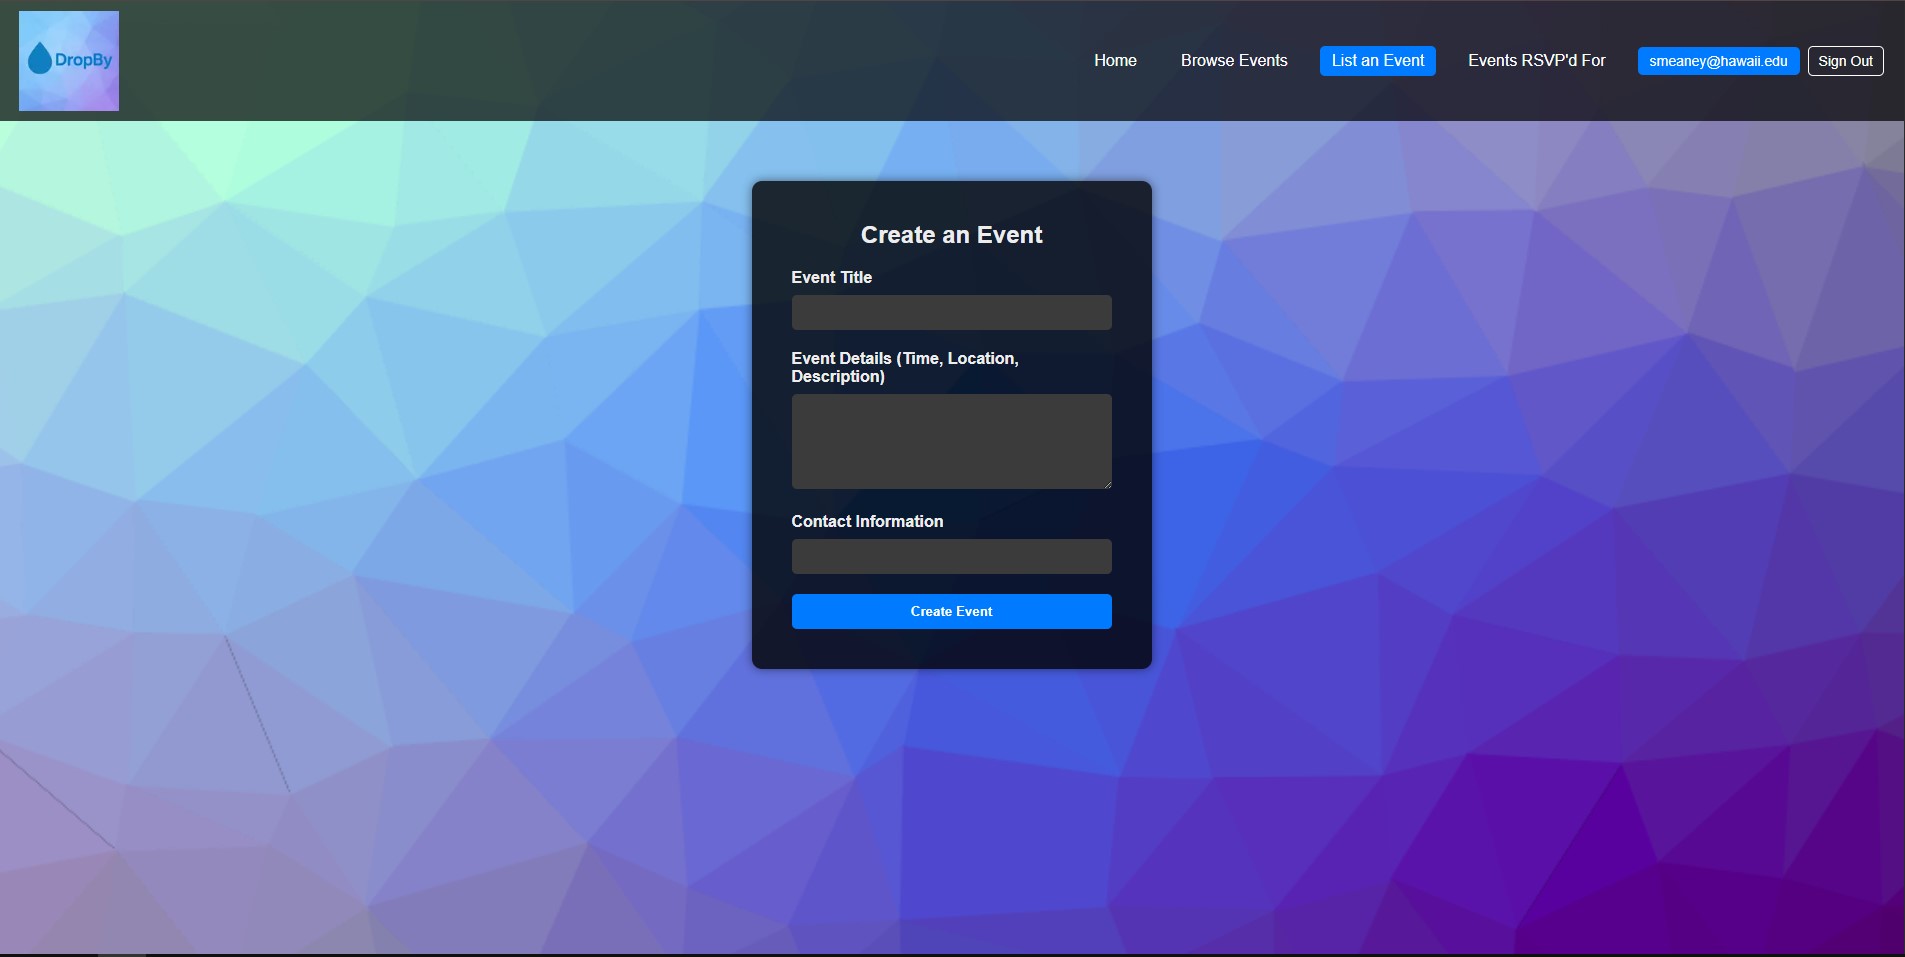 DropBy
Home Browse Events List an Event Events RSVP'd For smeaney@hawaii.edu Sign Out
Create an Event
Event Title
Event Details (Time, Location,
Description)
Contact Information
Create Event